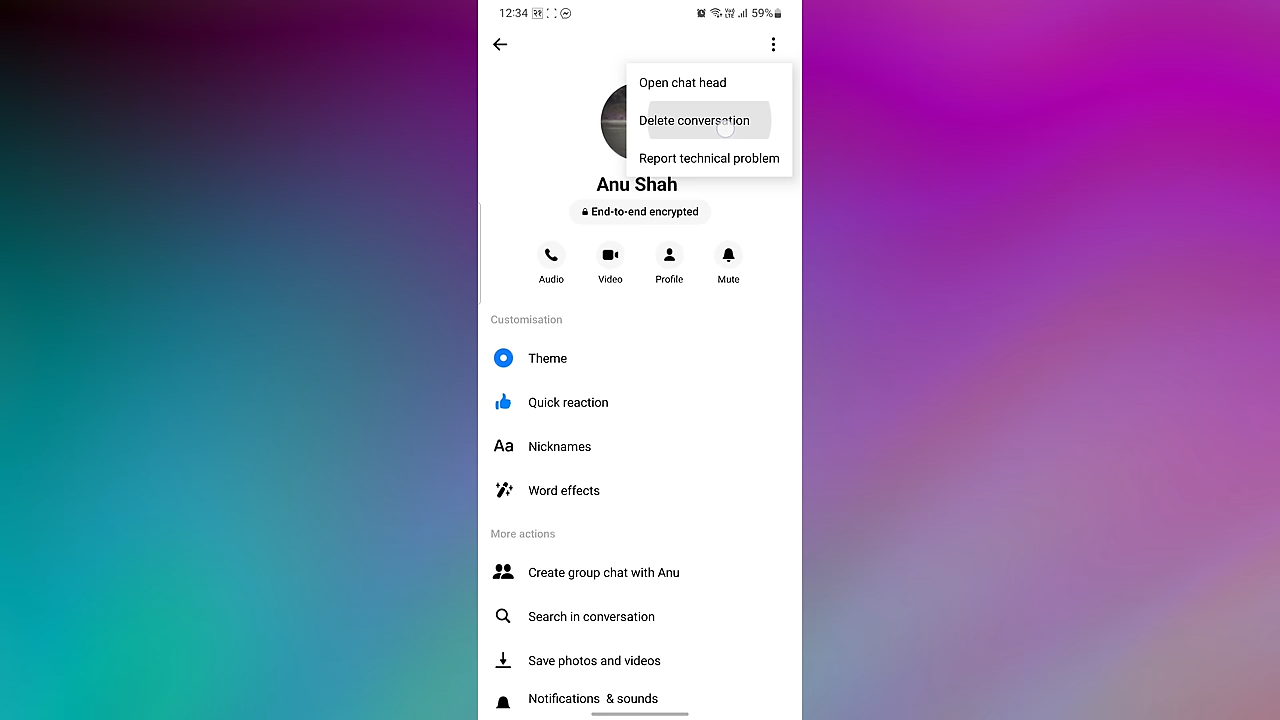 12:34 59%
Open chat head
Delete conversation
Report technical problem
Anu Shah
End-to-end encrypted
Audio Video Profile Mute
Customisation
Theme
Quick reaction
Aa Nicknames
Word effects
More actions
Create group chat with Anu
Search in conversation
Save photos and videos
Notifications & sounds